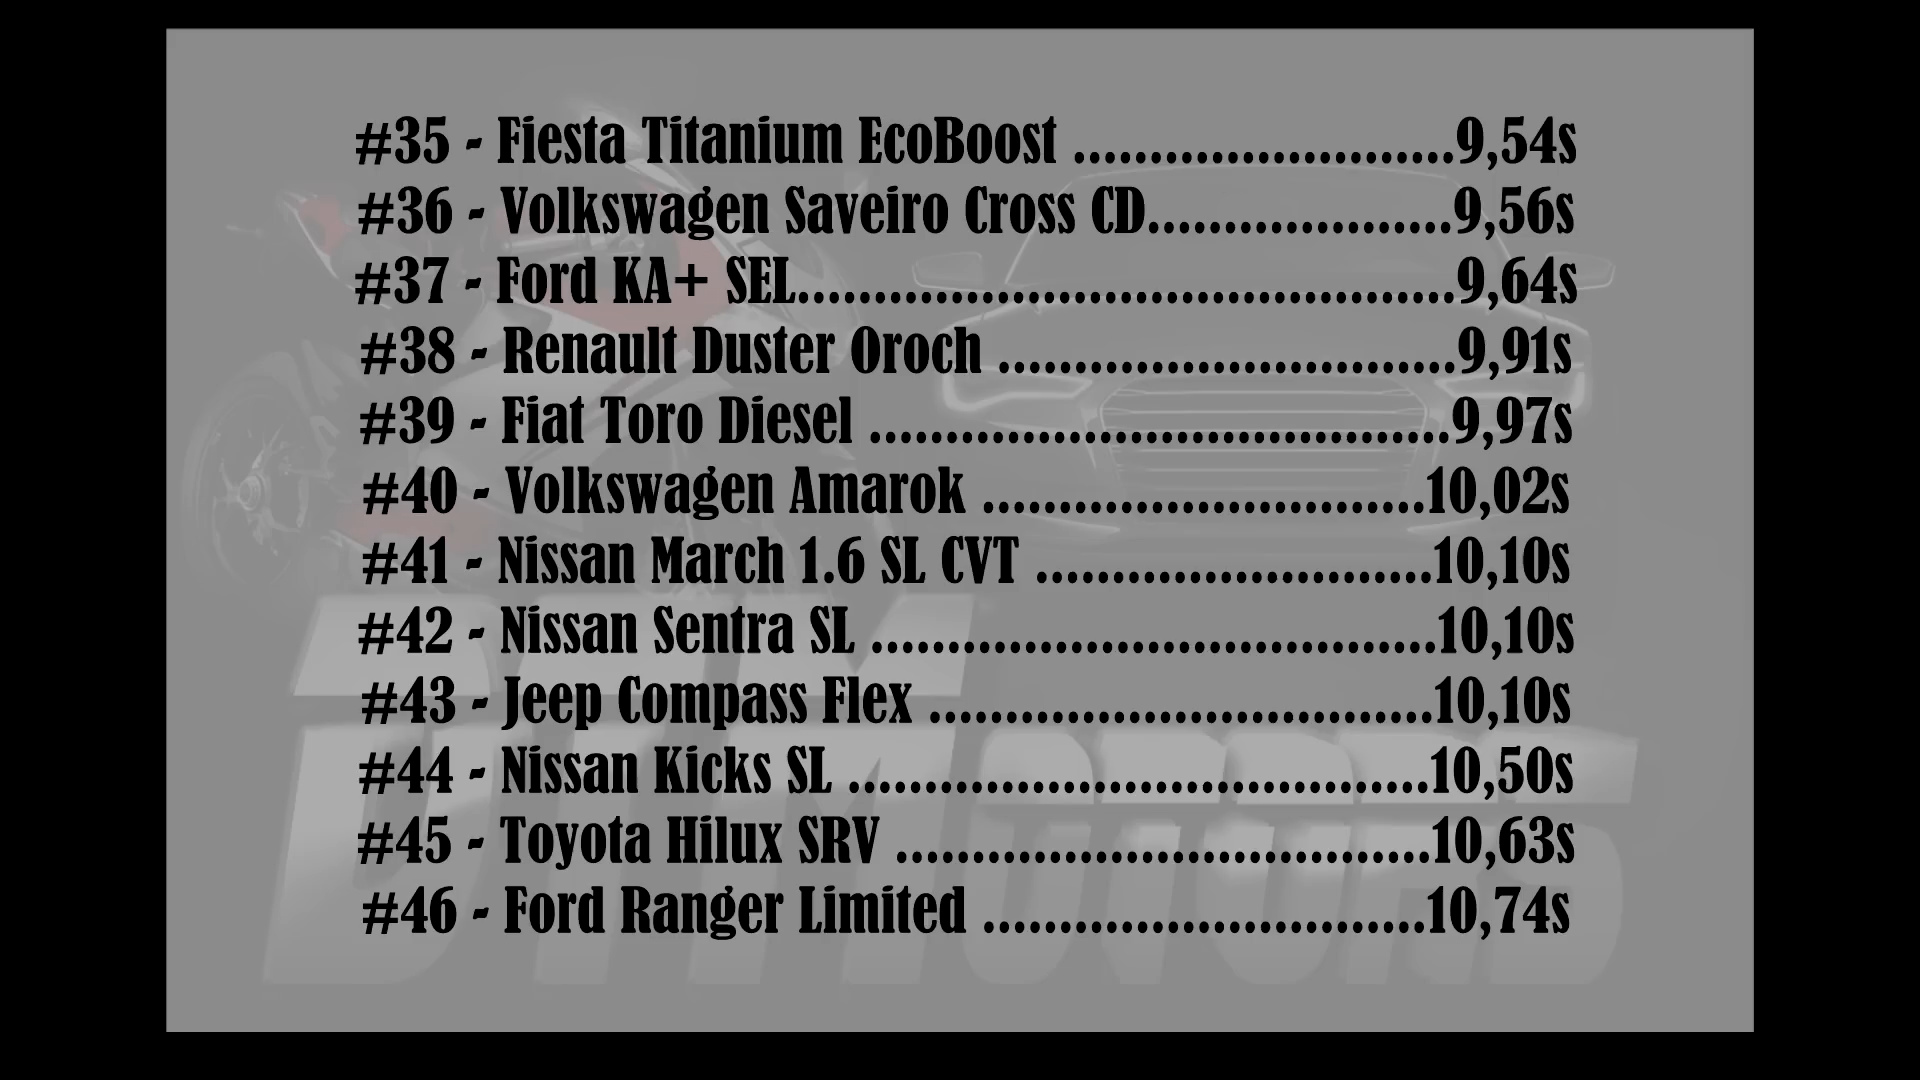 #35 - Fiesta Titanium EcoBoost .........................9,54s
#36 - Volkswagen Saveiro Cross CD....................9,56s
#37 - Ford KA+ SEL...........................................9,64s
#38 - Renault Duster Oroch ..............................9,91s
#39 - Fiat Toro Diesel ......................................9,97s
#40 - Volkswagen Amarok .............................10,02s
#41 - Nissan March 1.6 SL CVT ..........................10,10s
#42 - Nissan Sentra SL .....................................10,10s
#43 - Jeep Compass Flex .................................10,10s
#44 - Nissan Kicks SL ......................................10,50s
#45 - Toyota Hilux SRV ...................................10,63s
#46 - Ford Ranger Limited .............................10,74s
DTMotors